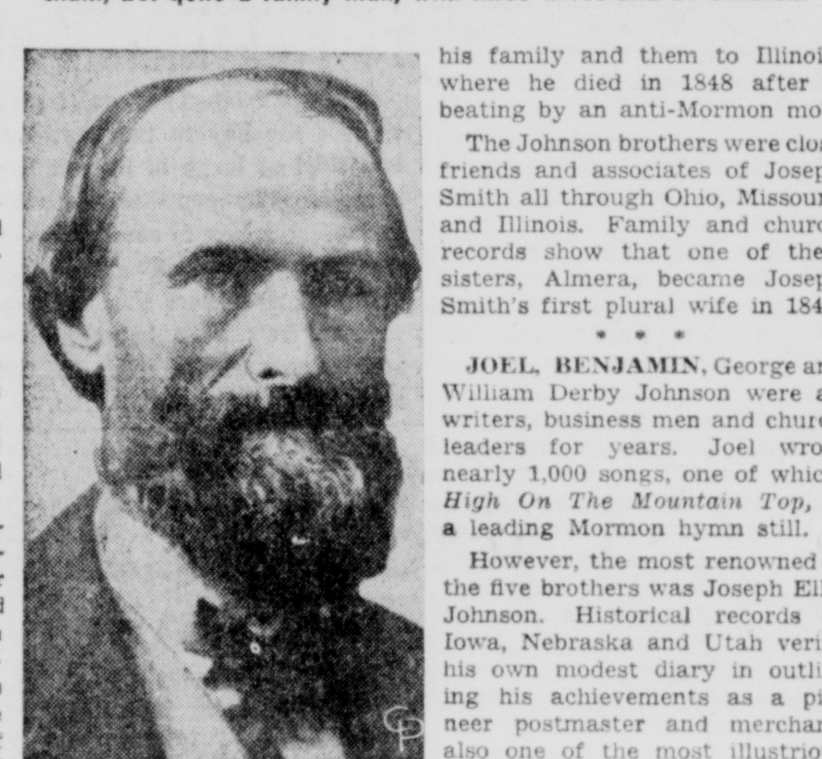 his family and them to Illinoi
where he died in 1848 after
beating by an anti-Mormon mo
The Johnson brothers were clo
friends and associates of Josep
Smith all through Ohio, Missour
and Illinois. Family and churc
records show that one of the
sisters, Almera, became Josep
Smith's first plural wife in 184
* * *
JOEL, BENJAMIN, George an
William Derby Johnson were a
writers, business men and churc
leaders for years. Joel wro
nearly 1,000 songs, one of whic
High On The Mountain Top,
a leading Mormon hymn still.
However, the most renowned
the five brothers was Joseph Ell
Johnson. Historical records
Iowa, Nebraska and Utah veri
his own modest diary in outli
ing his achievements as a pi
neer postmaster and merchan
also one of the most illustrio
CP